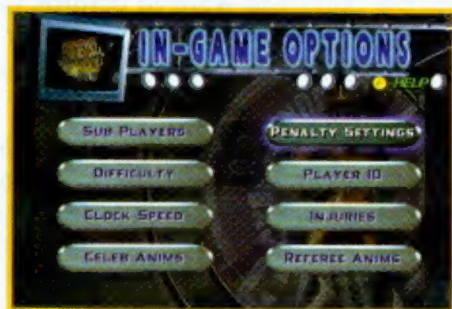 IN-GAME OPTIONS
HELP
SUB PLAYERS
PENALTY SETTINGS
DIFFICULTY
PLAYER ID
CLOCK SPEED
INJURIES
CELEB ANIMS
REFEREE ANIMS